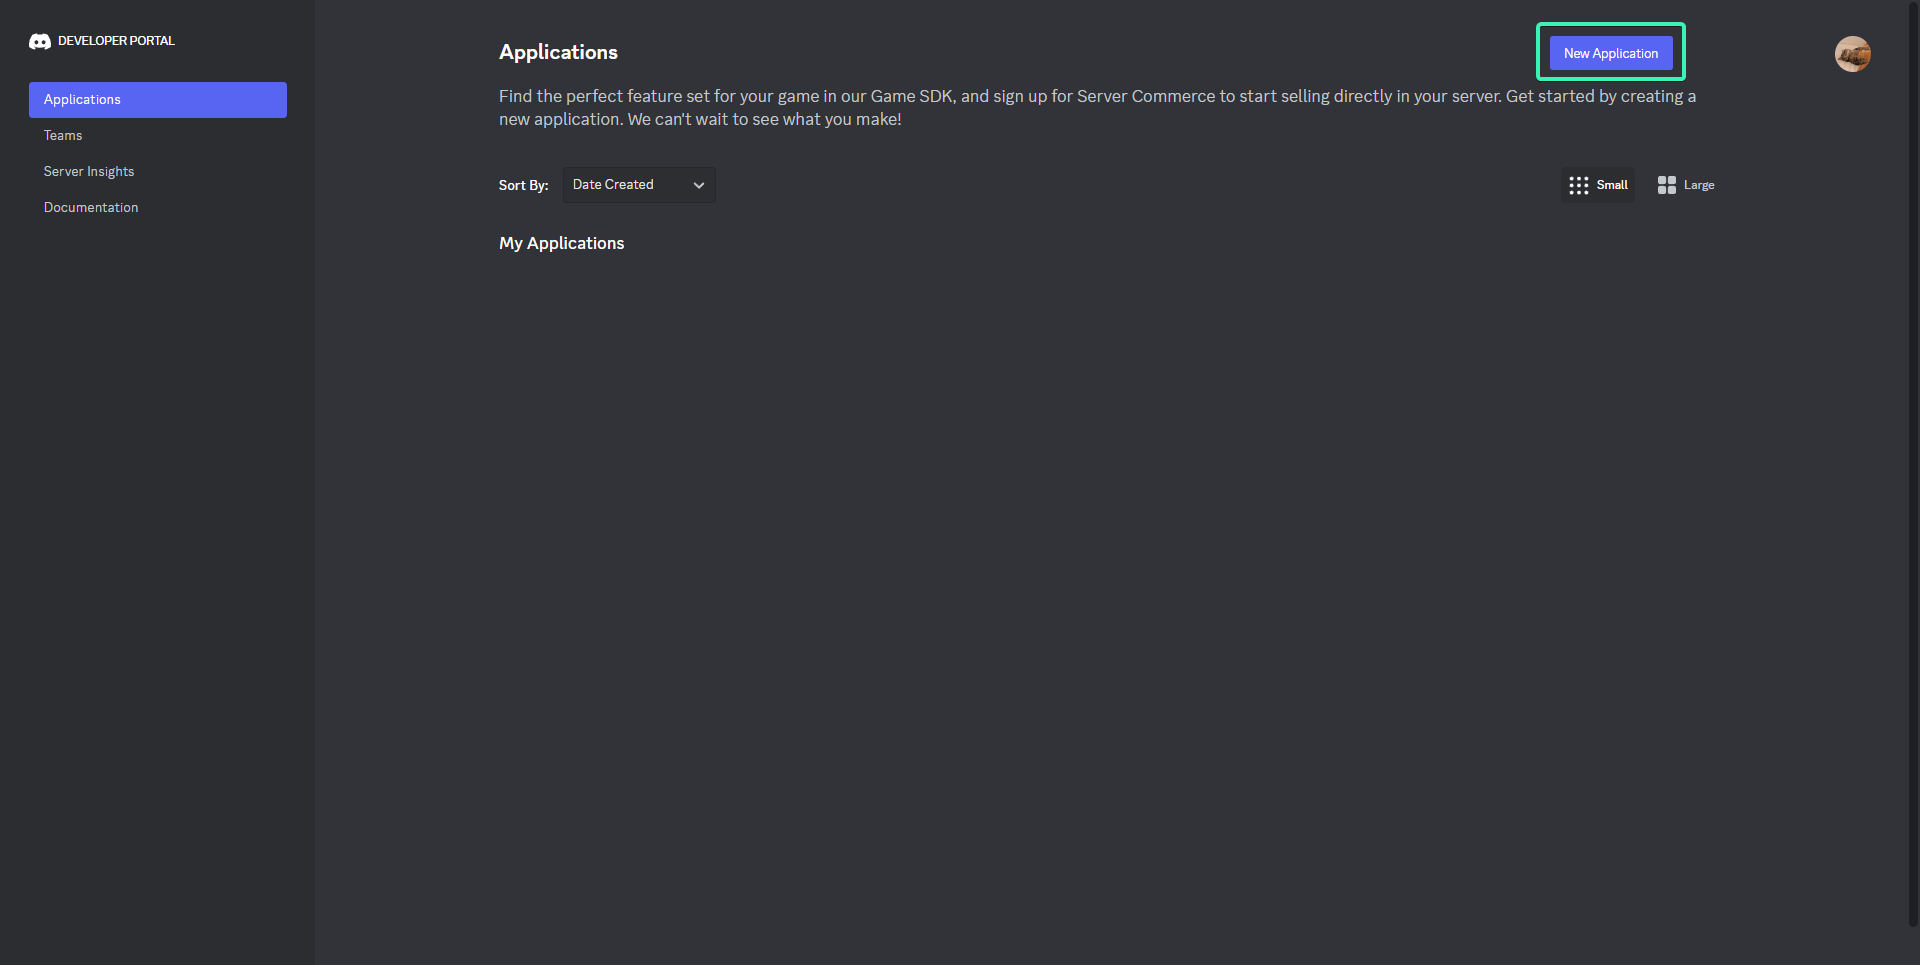 DEVELOPER PORTAL
Applications
Teams
Server Insights
Documentation
Applications
New Application
Find the perfect feature set for your game in our Game SDK, and sign up for Server Commerce to start selling directly in your server. Get started by creating a
new application. We can't wait to see what you make!
Sort By: Date Created
Small Large
My Applications